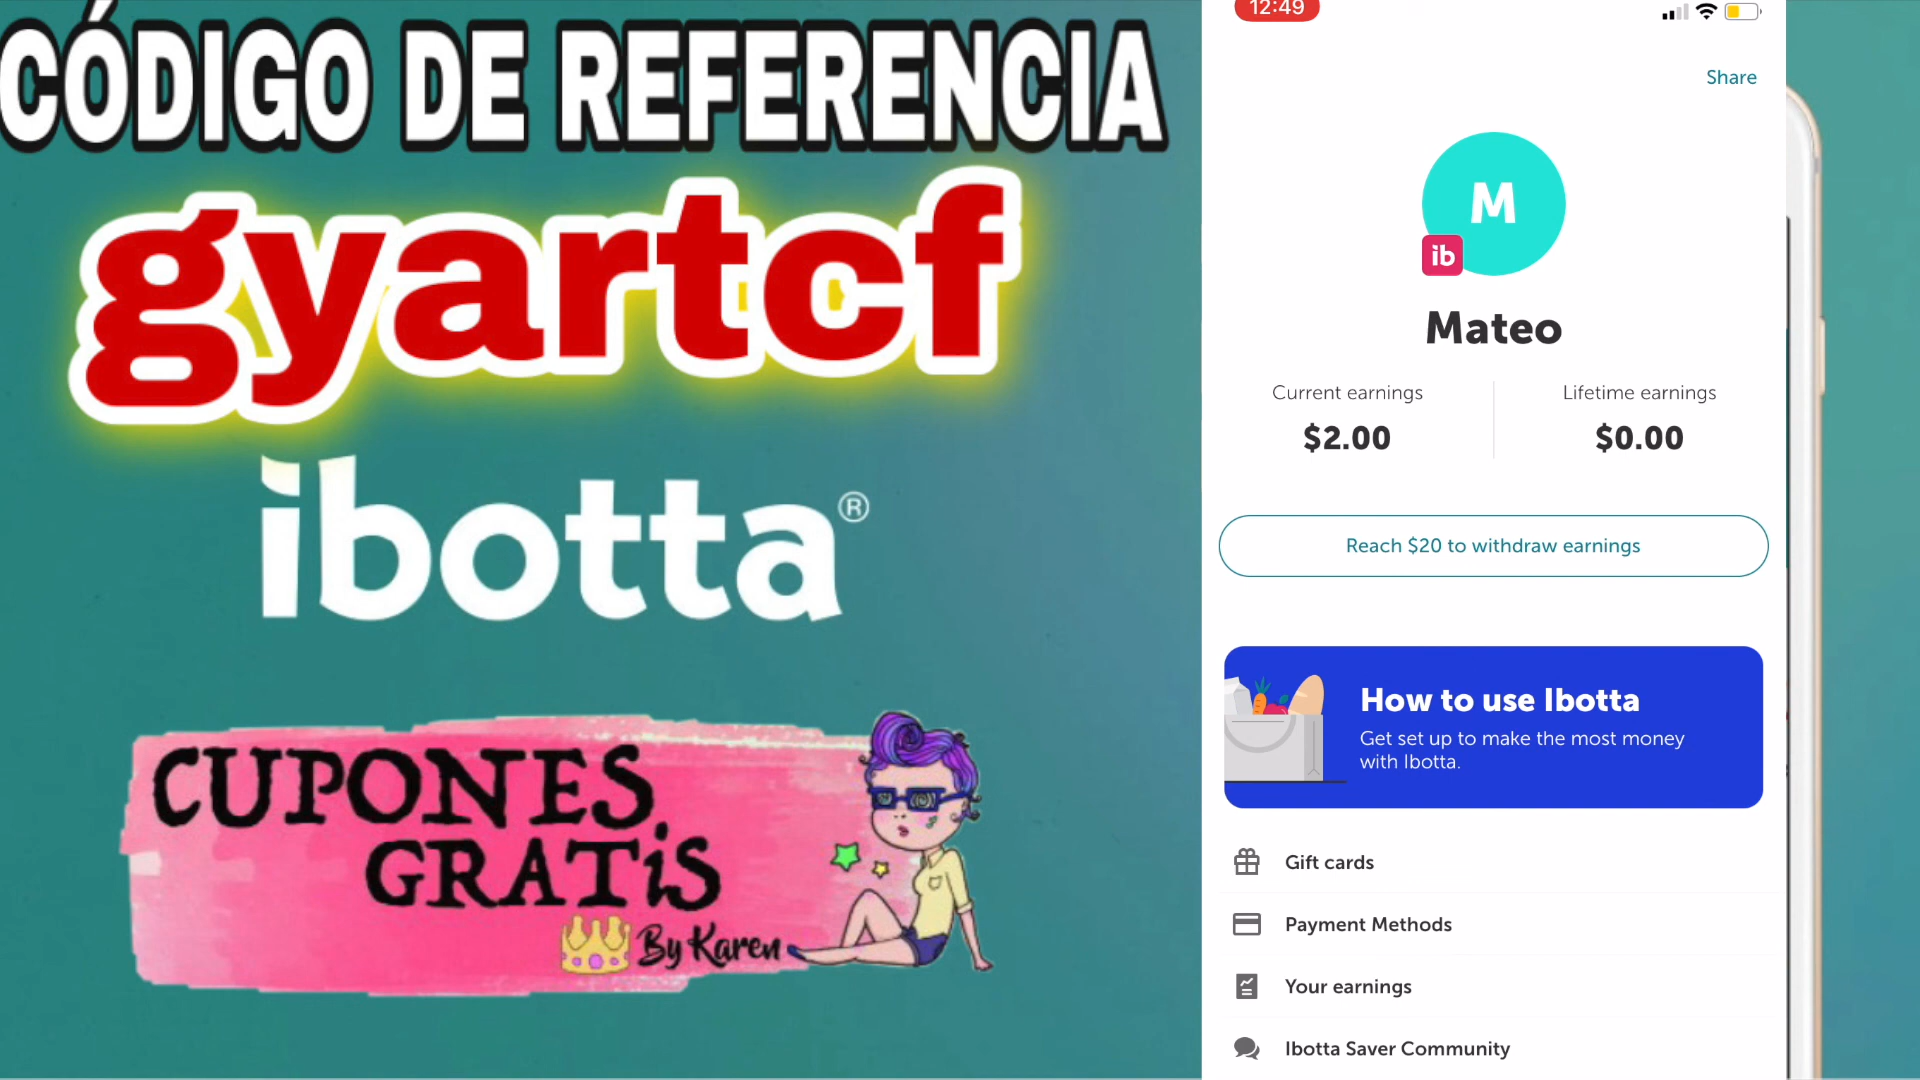 CÓDIGO DE REFERENCIA
gyartcf
ibotta®
CUPONES
GRATiS
By Karen
12:49
Share
M
ib
Mateo
Current earnings
$2.00
Lifetime earnings
$0.00
Reach $20 to withdraw earnings
How to use Ibotta
Get set up to make the most money
with Ibotta.
Gift cards
Payment Methods
Your earnings
Ibotta Saver Community